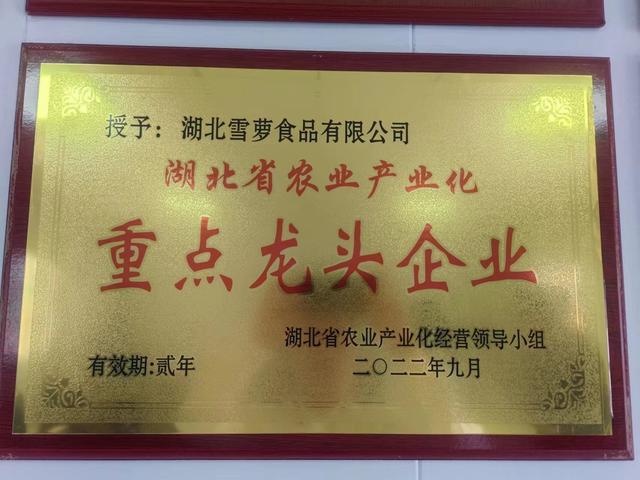 授予：湖北雪萝食品有限公司
湖北省农业产业化
重点龙头企业
湖北省农业产业化经营领导小组
有效期:贰年
二〇二二年九月